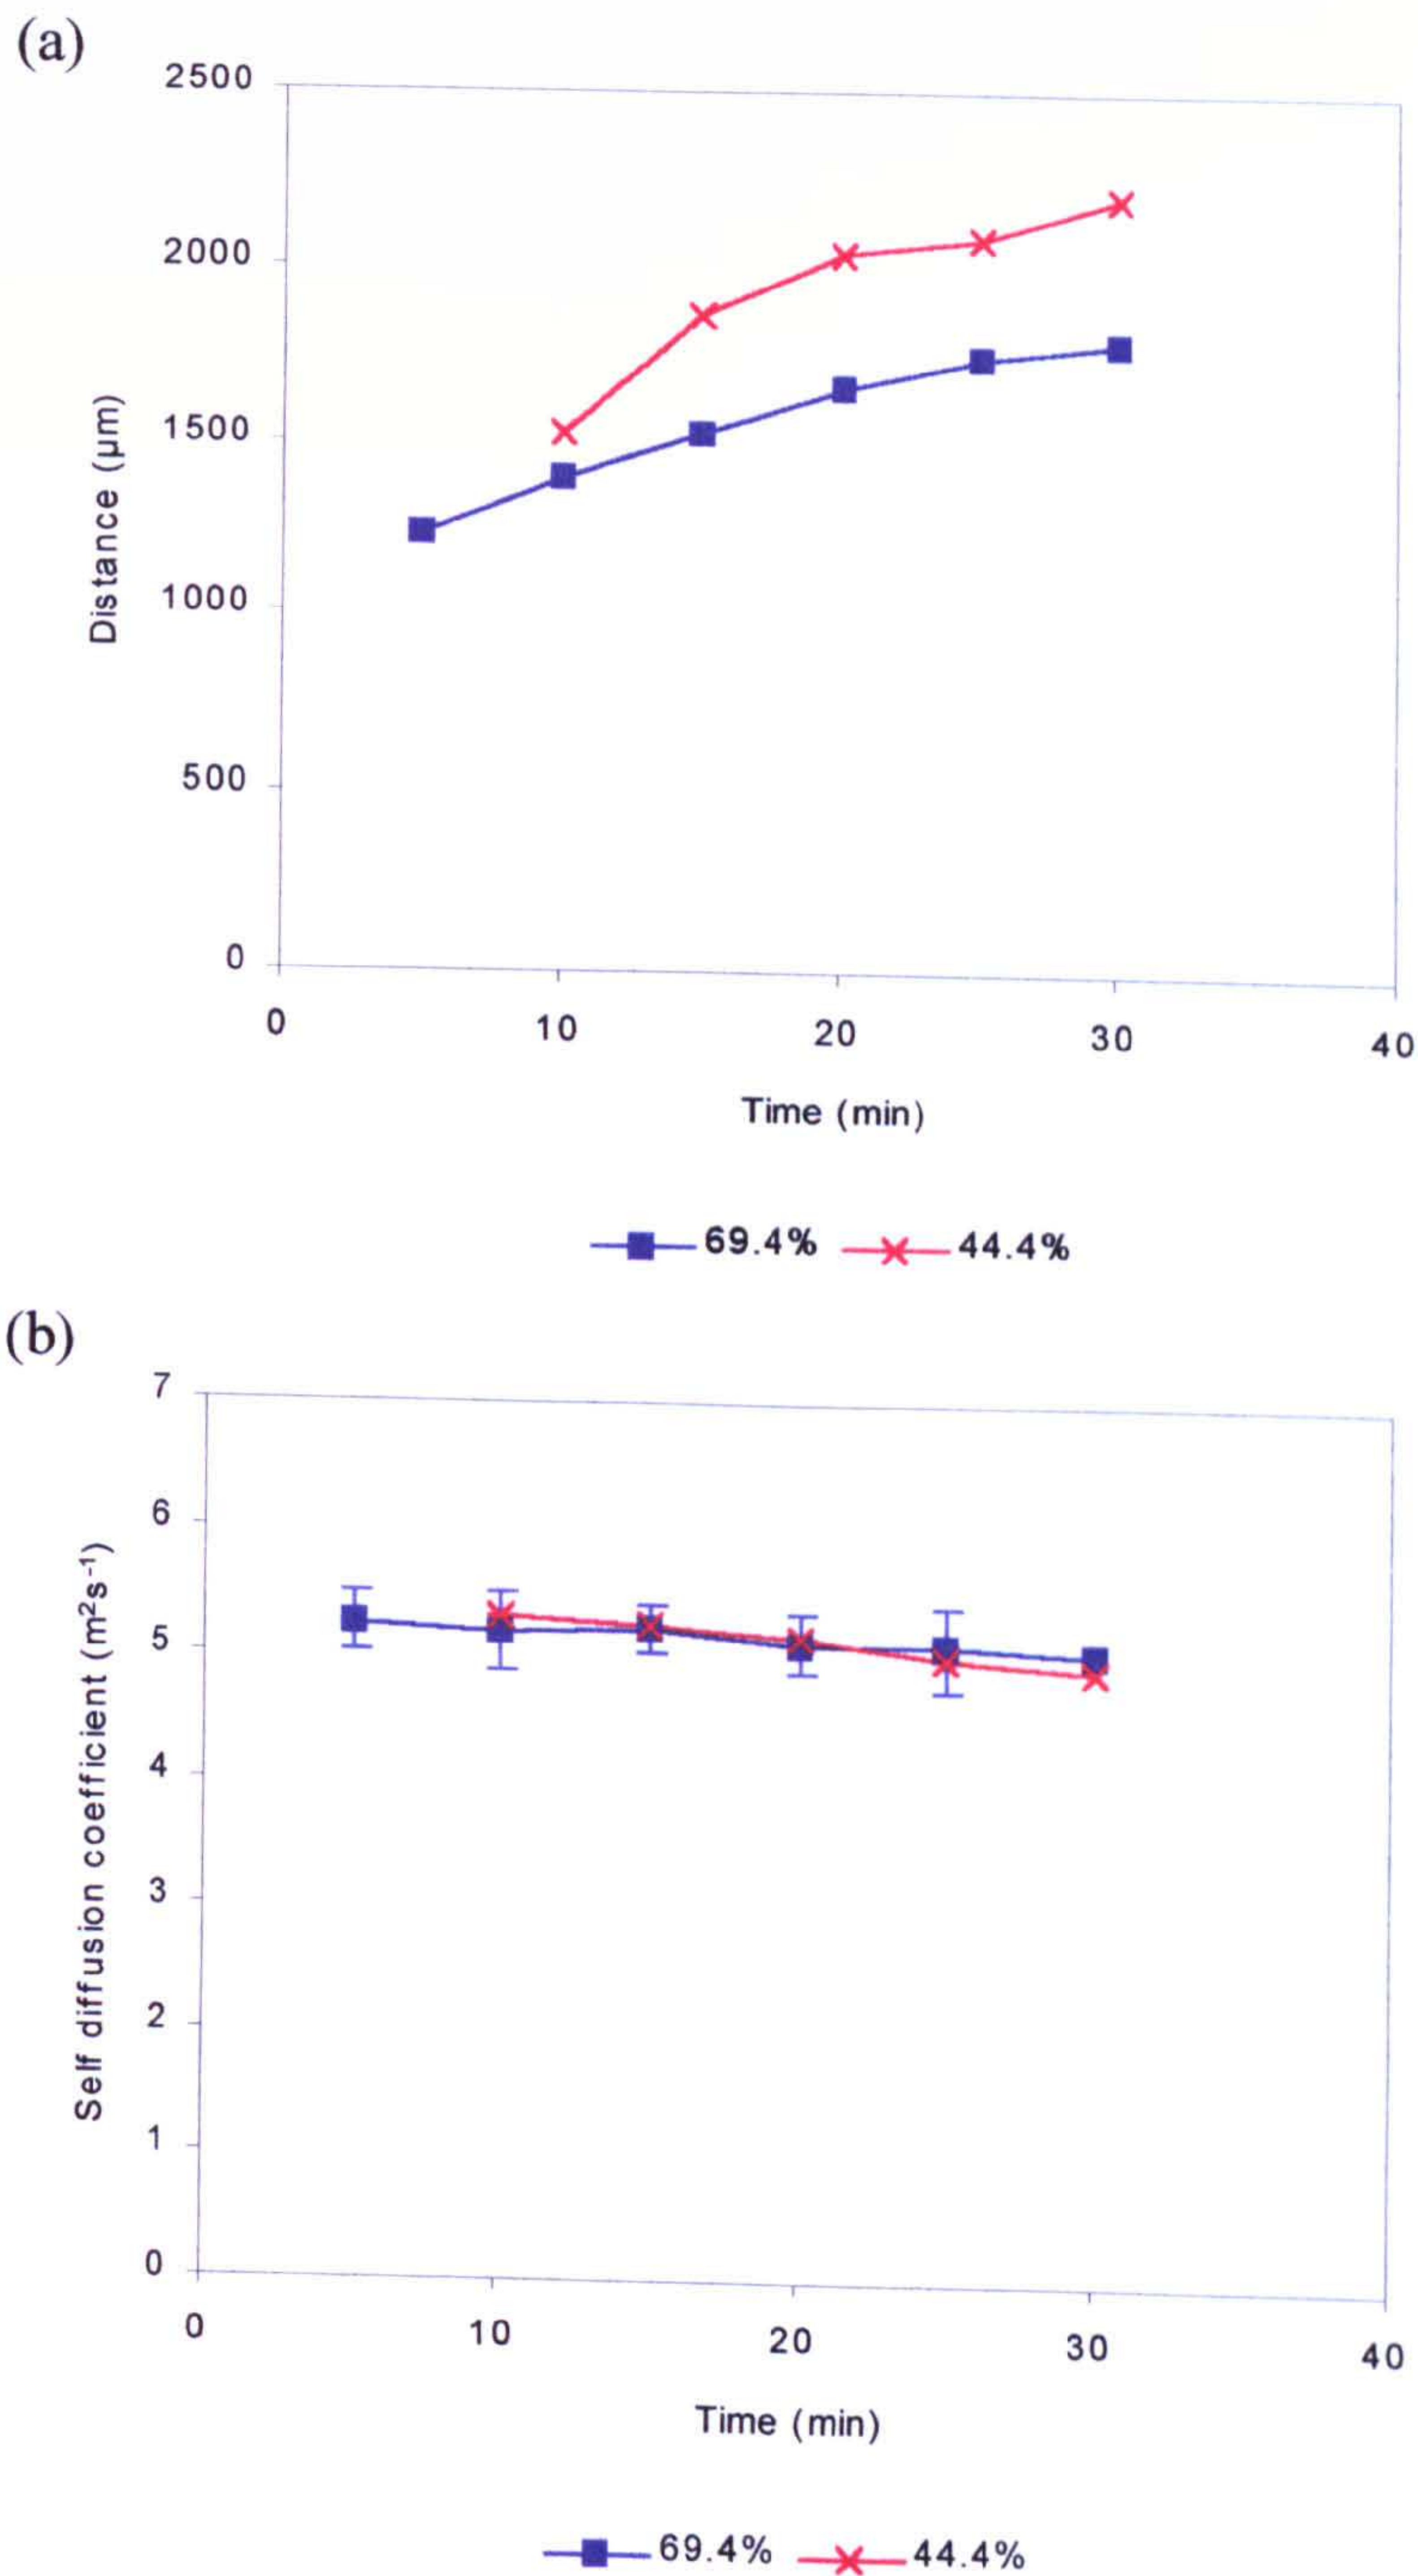 (a)
2500
2000
1500
1000
500
0
Distance (µm)
0 10 20 30 40
Time (min)
69.4% 44.4%
(b)
7
6
5
4
3
2
1
0
Self diffusion coefficient (m²s⁻¹)
0 10 20 30 40
Time (min)
69.4% 44.4%